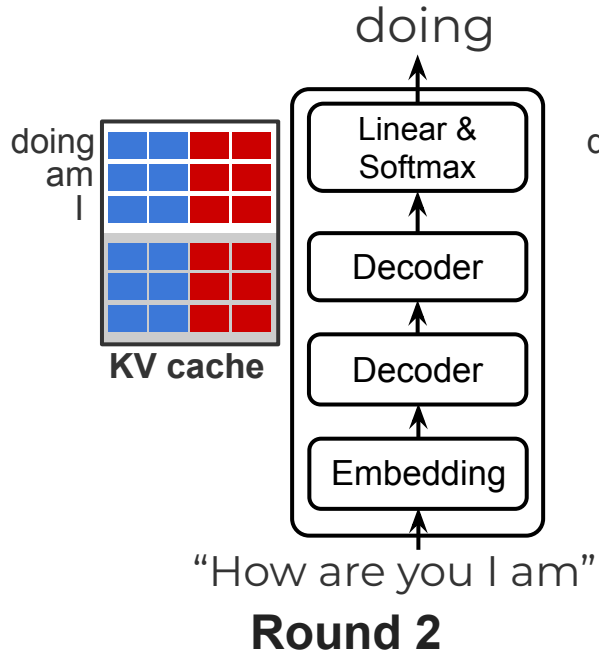 doing
doing
am
I
KV cache
Linear &
Softmax
Decoder
Decoder
Embedding
“How are you I am”
Round 2